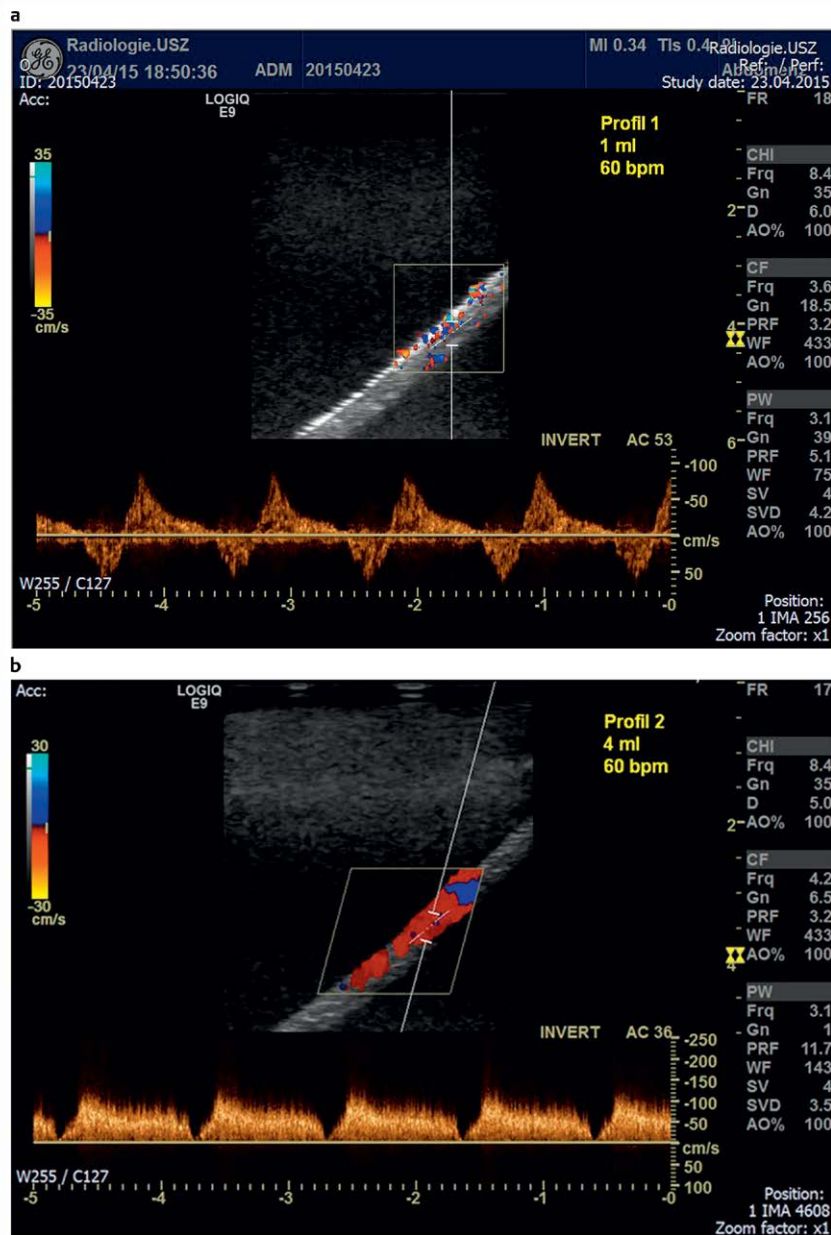 a
Radiologie.USZ
23/04/15 18:50:36 ADM 20150423
MI 0.34 TIs 0.4
Radiologie.USZ
Ref: / Perf:
ID: 20150423
Study date: 23.04.2015
Acc:
LOGIQ
E9
35
-35
cm/s
Profil 1
1 ml
60 bpm
FR 18
CHI
Frq 8.4
Gn 35
D 6.0
AO% 100
CF
Frq 3.6
Gn 18.5
PRF 3.2
WF 433
AO% 100
PW
Frq 3.1
Gn 39
PRF 5.1
WF 75
SV 4
SVD 4.2
AO% 100
2
4
6
INVERT AC 53
-100
-50
cm/s
50
W255 / C127
-5 -4 -3 -2 -1 -0
Position:
1 IMA 256
Zoom factor: x1
b
Acc:
LOGIQ
E9
30
-30
cm/s
Profil 2
4 ml
60 bpm
FR 17
CHI
Frq 8.4
Gn 35
D 5.0
AO% 100
CF
Frq 4.2
Gn 6.5
PRF 3.2
WF 433
AO% 100
PW
Frq 3.1
Gn 1
PRF 11.7
WF 143
SV 4
SVD 3.5
AO% 100
2
4
INVERT AC 36
-250
-200
-150
-100
-50
cm/s
50
100
W255 / C127
-5 -4 -3 -2 -1 -0
Position:
1 IMA 4608
Zoom factor: x1